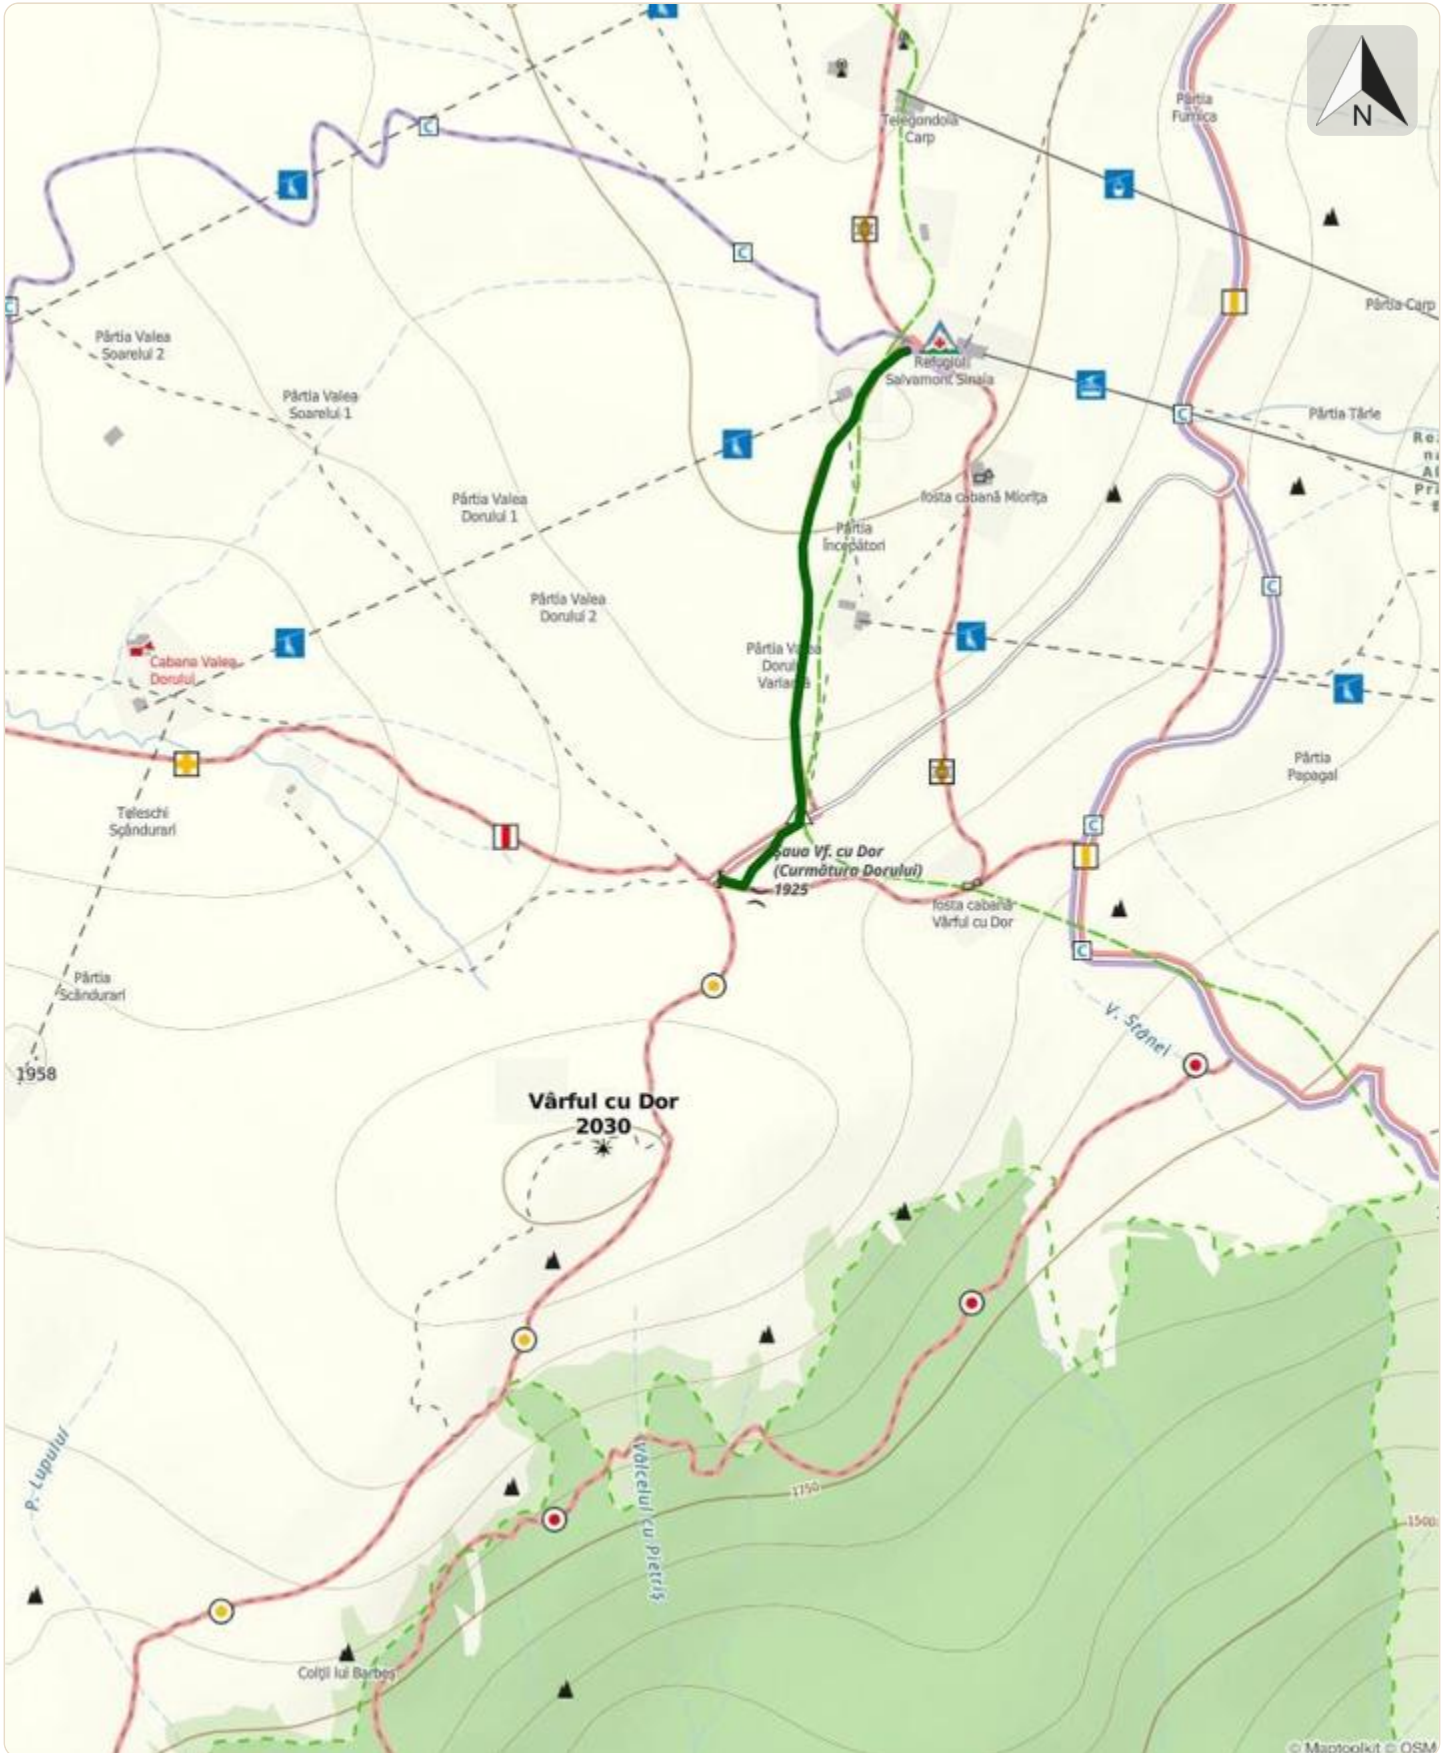 N
Pârtia
Furnica
Telegondolă
Carp
Pârtia Carp
Pârtia Valea
Soarelui 2
Refugiul
Salvamont Sinaia
Pârtia Valea
Soarelui 1
Pârtia Târle
Pârtia Valea
Dorului 1
fosta cabană Miorița
Pârtia
Începători
Pârtia Valea
Dorului 2
Cabana Valea
Dorului
Pârtia Valea
Dorului
Variantă
Pârtia
Papagal
Teleschi
Scândurari
Șaua Vf. cu Dor
(Curmătura Dorului)
1925
fosta cabană
Vârful cu Dor
Pârtia
Scândurari
V. Stânei
1958
Vârful cu Dor
2030
P. Lupului
Vâlcelul cu Pietriș
1750
1500
Colții lui Barbeș
C
C
C
C
C
C
C
© Maptoolkit © OSM